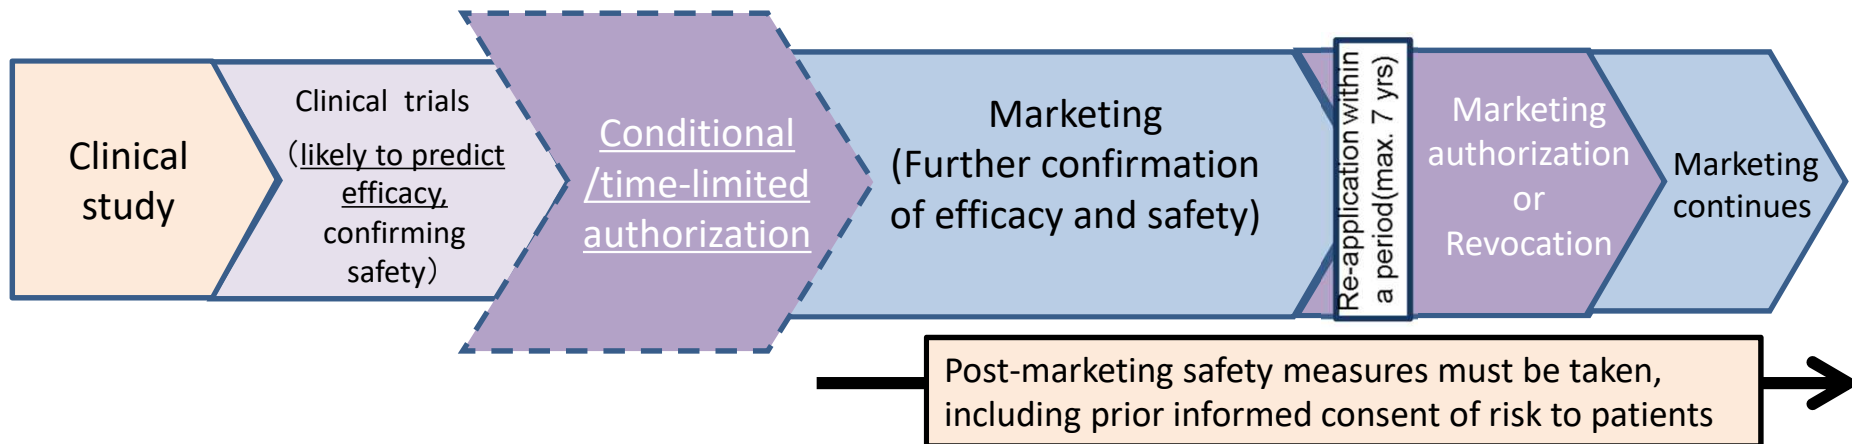 Clinical
study
Clinical trials
（likely to predict
efficacy,
confirming
safety）
Conditional
/time-limited
authorization
Marketing
(Further confirmation
of efficacy and safety)
Re-application within
a period(max. 7 yrs)
Marketing
authorization
or
Revocation
Marketing
continues
Post-marketing safety measures must be taken,
including prior informed consent of risk to patients